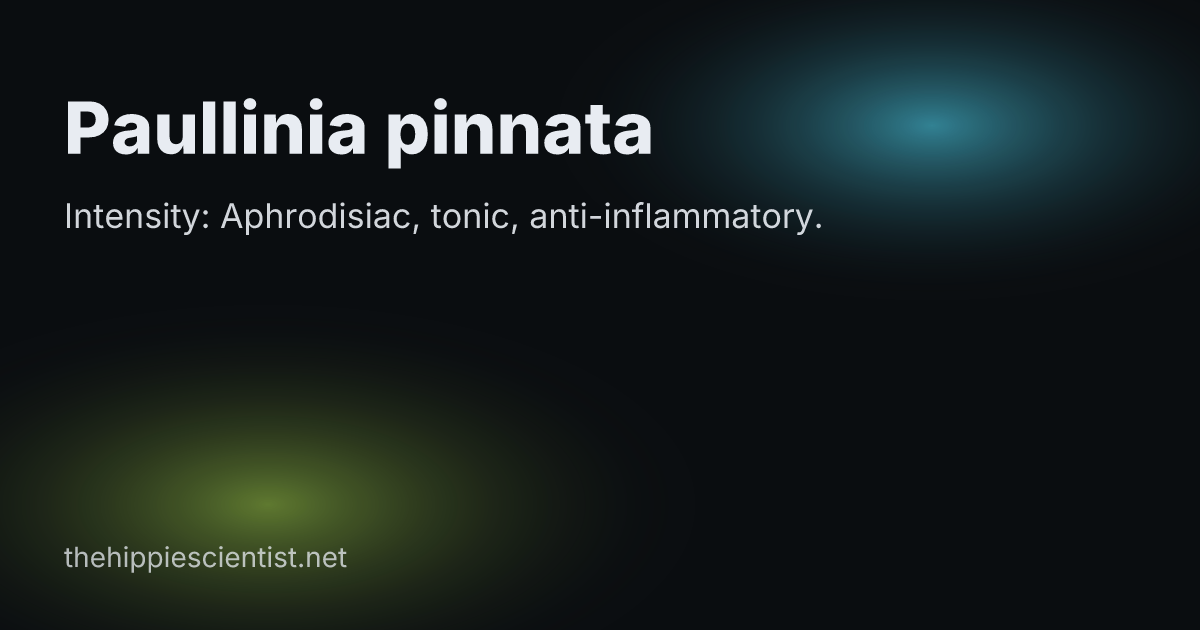 Paullinia pinnata
Intensity: Aphrodisiac, tonic, anti-inflammatory.
thehippiescientist.net